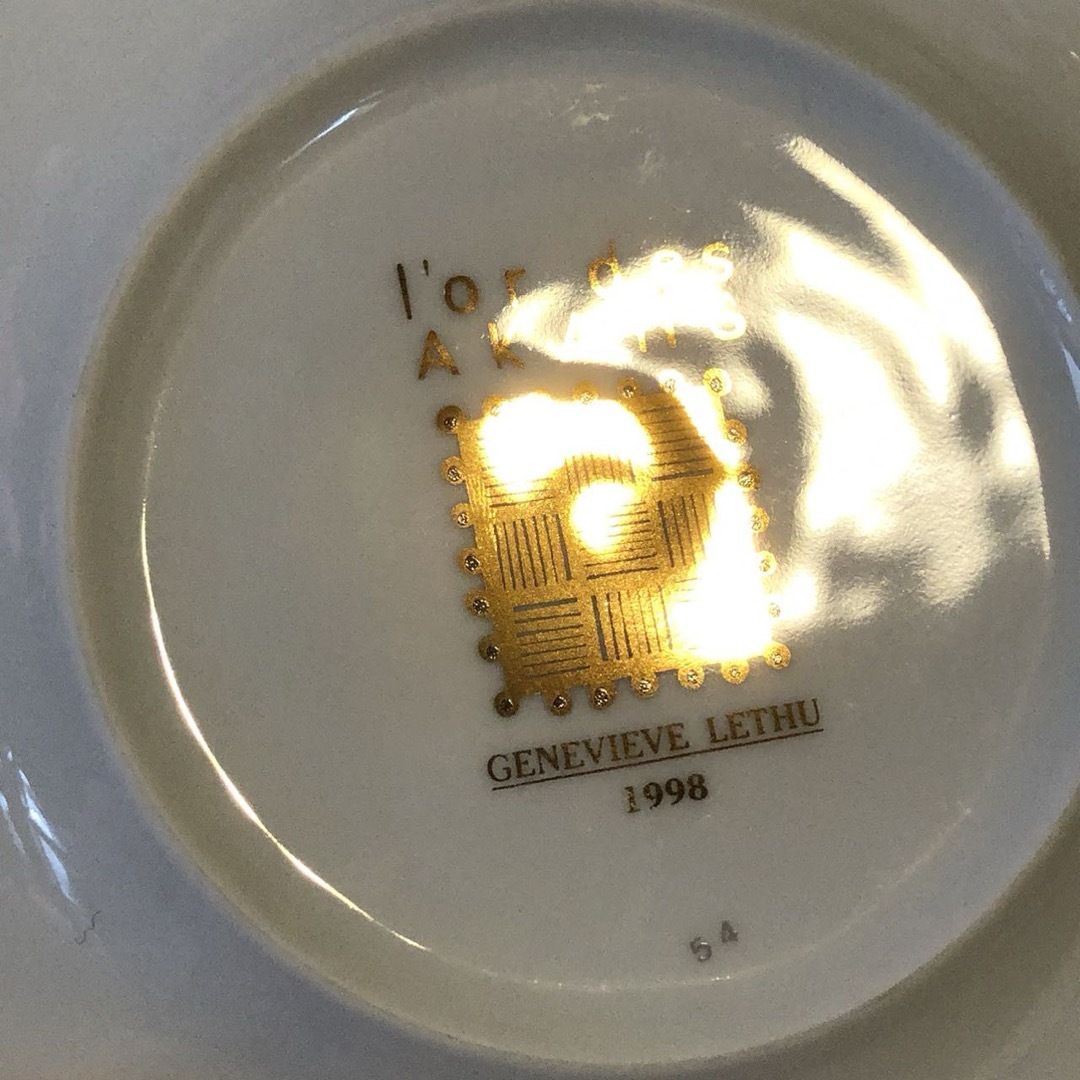 l'or des
GENEVIEVE LETHU
1998
54